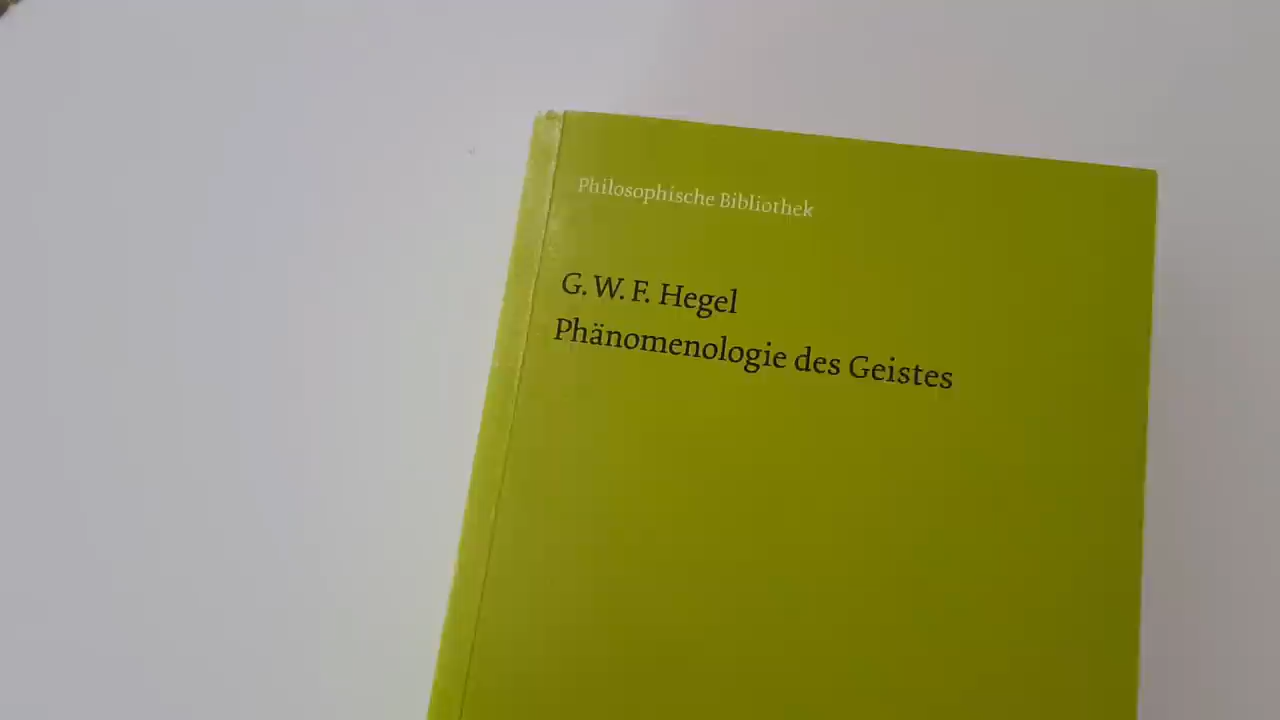 Philosophische Bibliothek
G. W. F. Hegel
Phänomenologie des Geistes